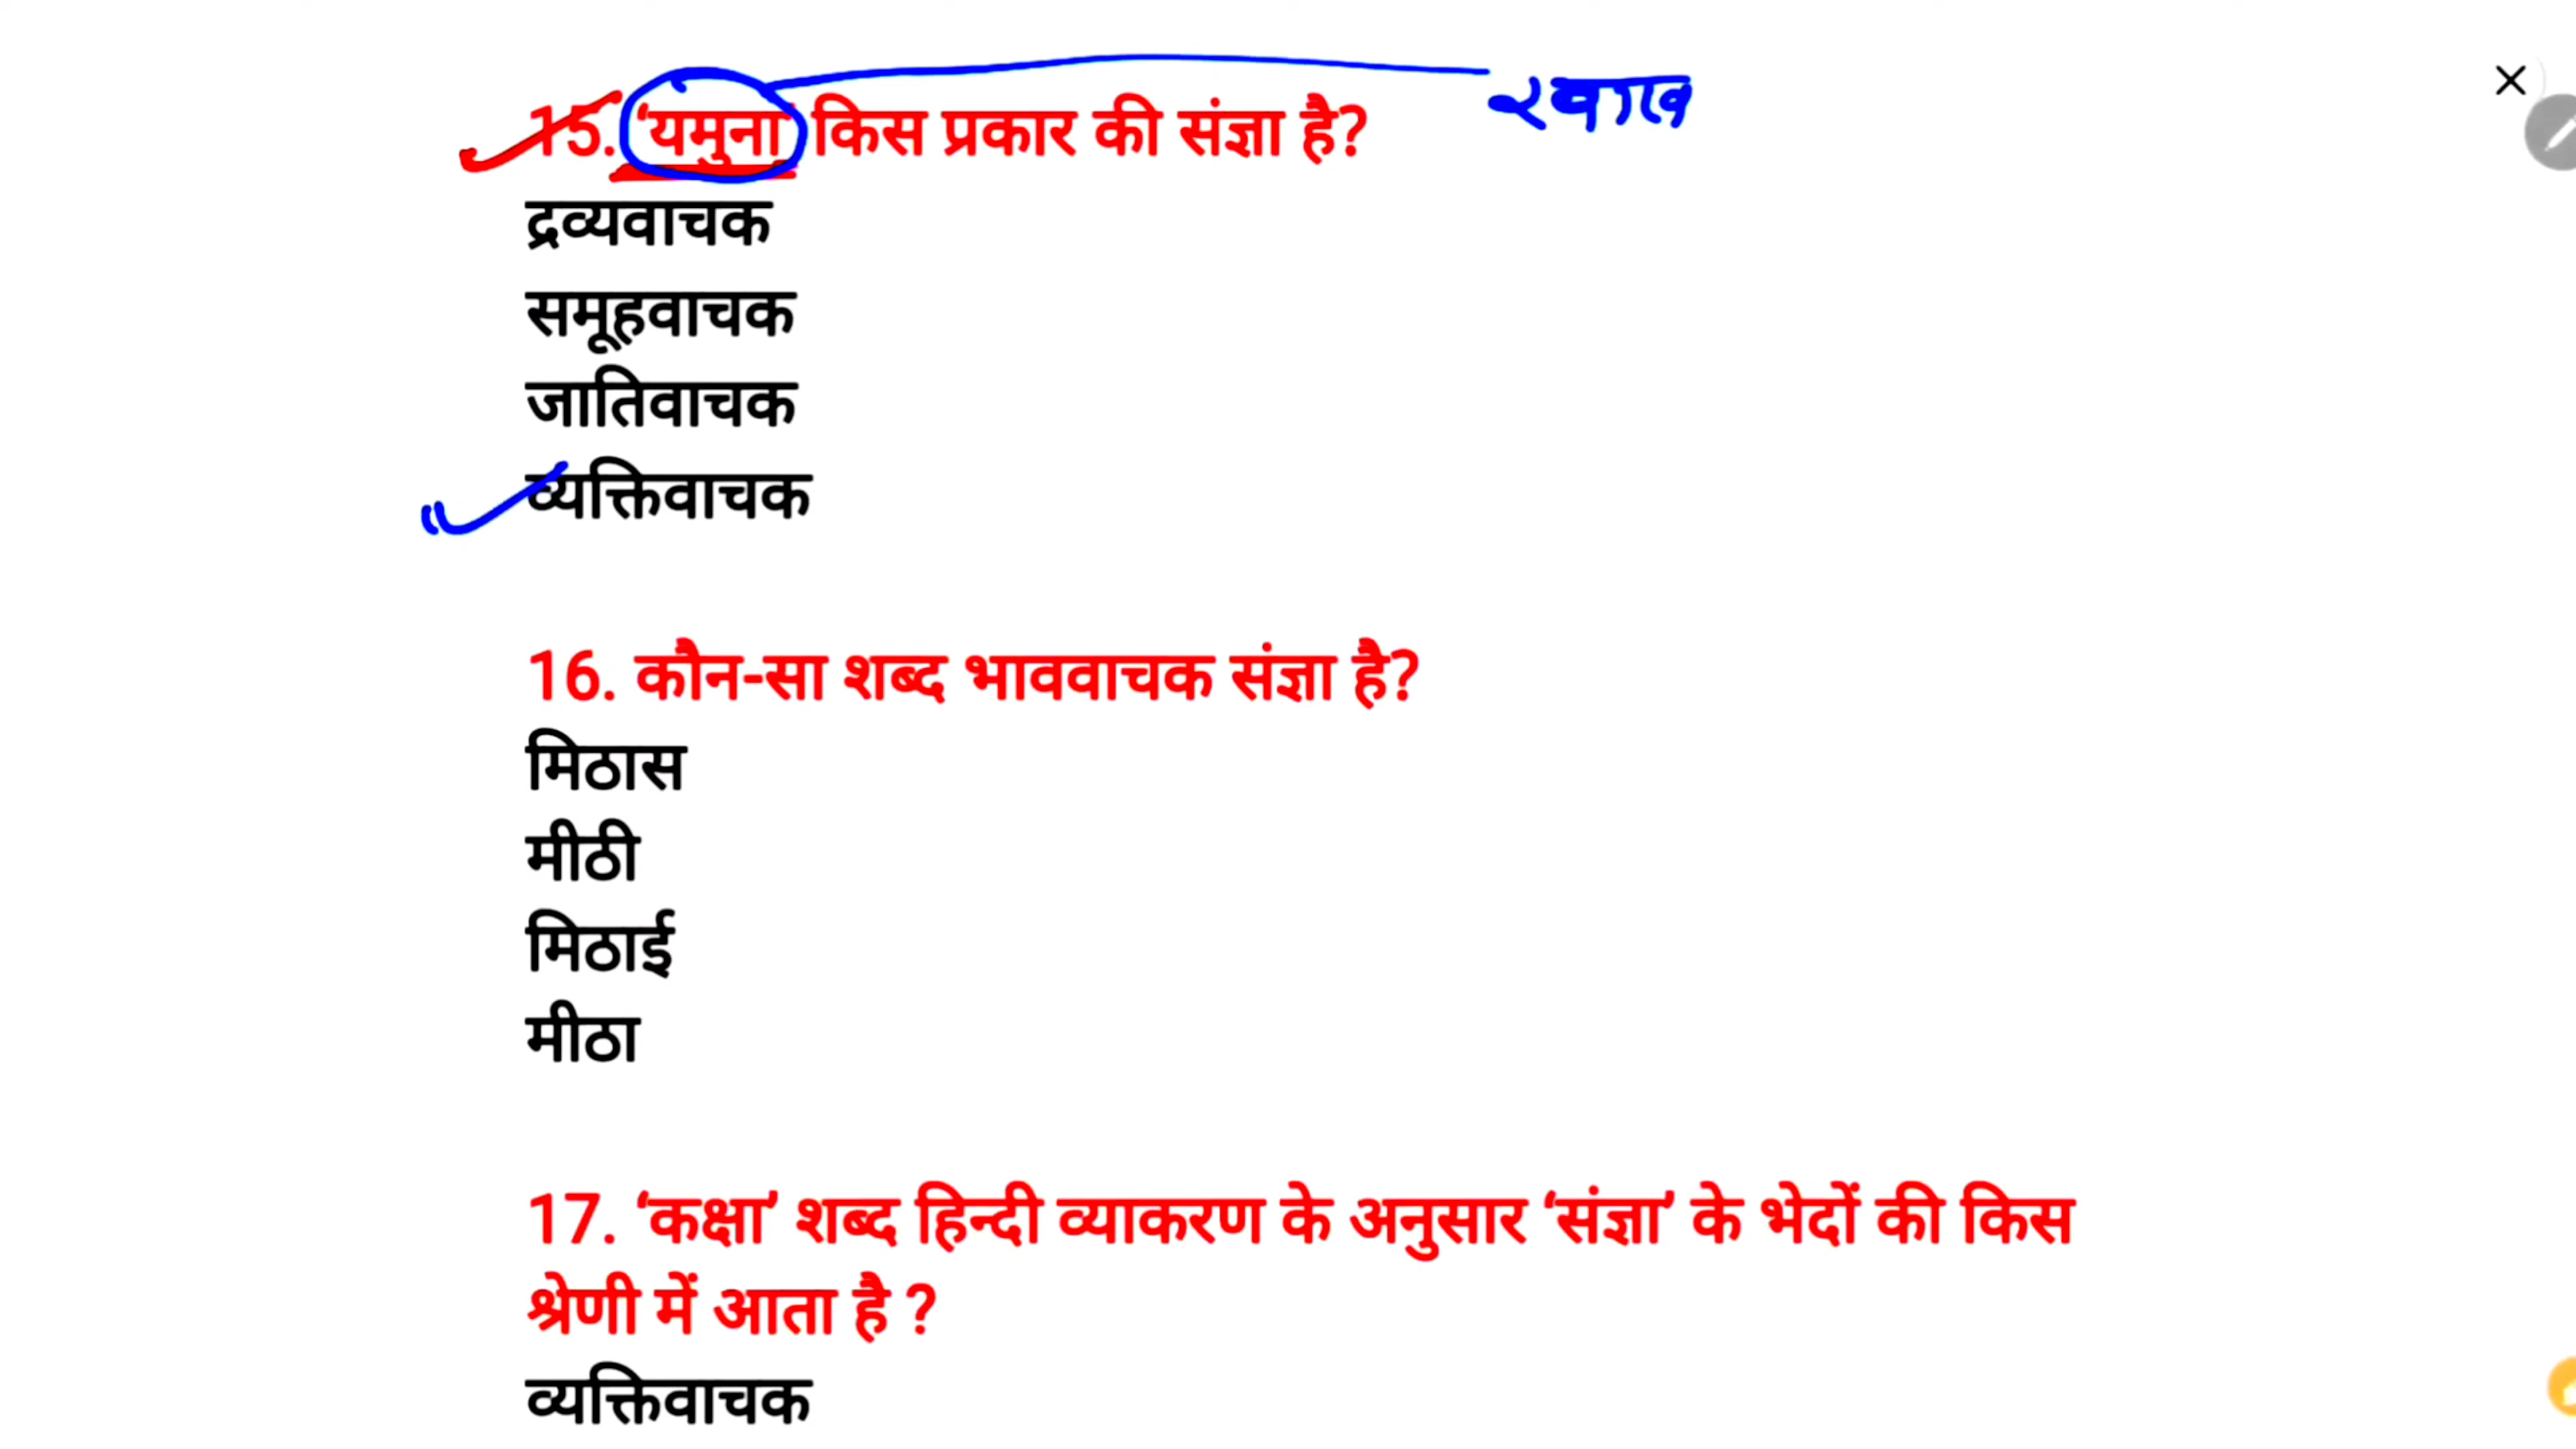 15. ‘यमुना’ किस प्रकार की संज्ञा है?
द्रव्यवाचक
समूहवाचक
जातिवाचक
व्यक्तिवाचक
16. कौन-सा शब्द भाववाचक संज्ञा है?
मिठास
मीठी
मिठाई
मीठा
17. ‘कक्षा’ शब्द हिन्दी व्याकरण के अनुसार ‘संज्ञा’ के भेदों की किस
श्रेणी में आता है ?
व्यक्तिवाचक